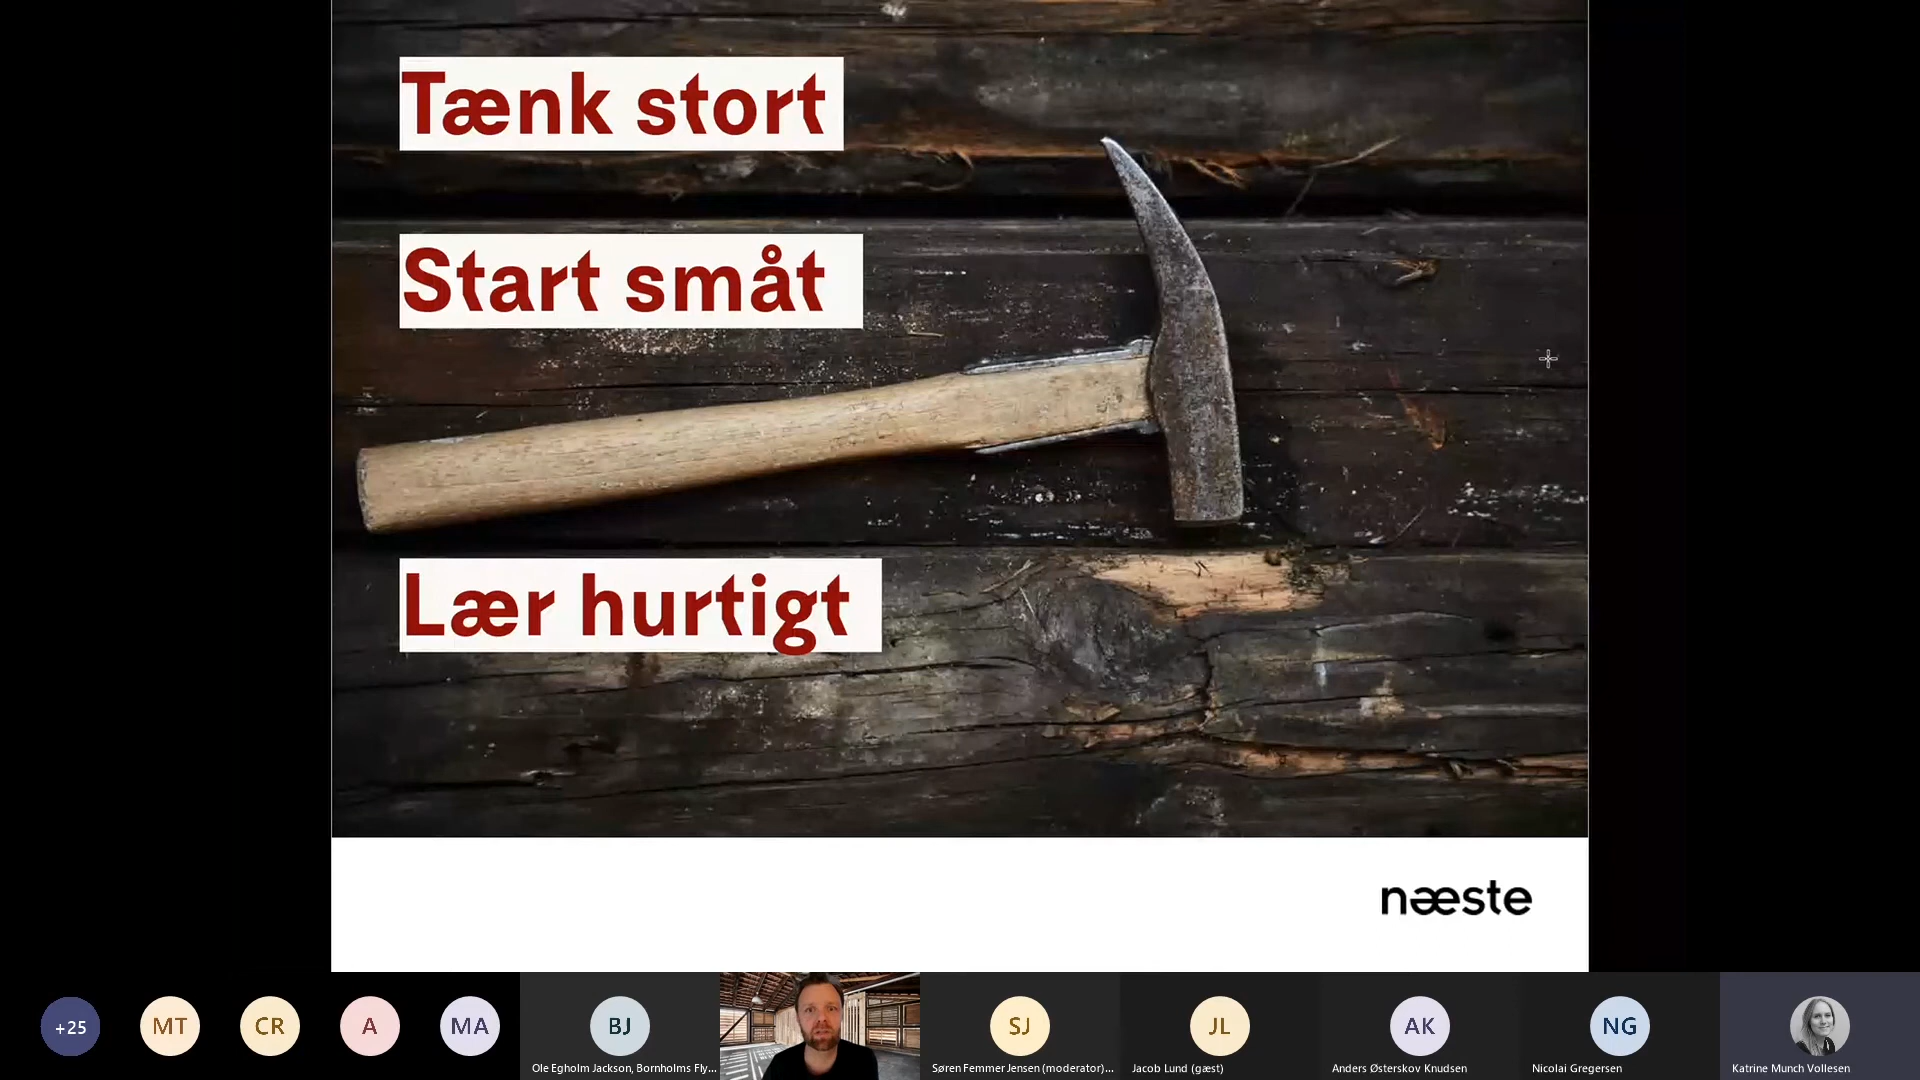 Tænk stort
Start småt
Lær hurtigt
næste
+25
MT
CR
A
MA
BJ
SJ
JL
AK
NG
Ole Egholm Jackson, Bornholms Fly...
Søren Femmer Jensen (moderator)...
Jacob Lund (gæst)
Anders Østerskov Knudsen
Nicolai Gregersen
Katrine Munch Vollesen